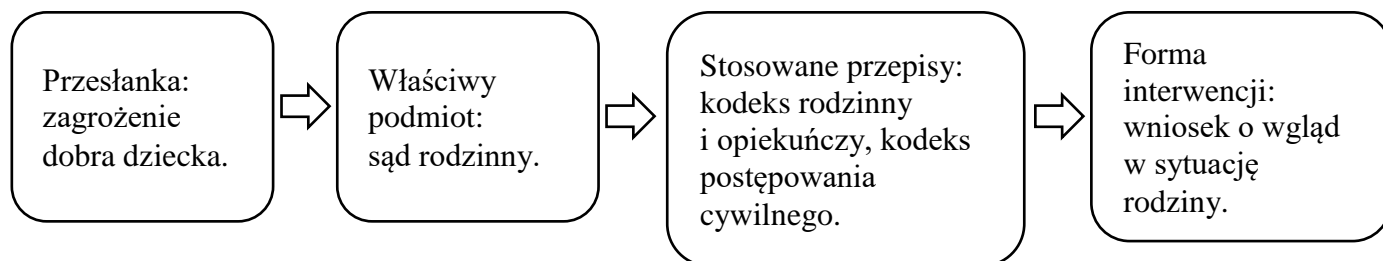 Przesłanka:
zagrożenie
dobra dziecka.
Właściwy
podmiot:
sąd rodzinny.
Stosowane przepisy:
kodeks rodzinny
i opiekuńczy, kodeks
postępowania
cywilnego.
Forma
interwencji:
wniosek o wgląd
w sytuację
rodziny.